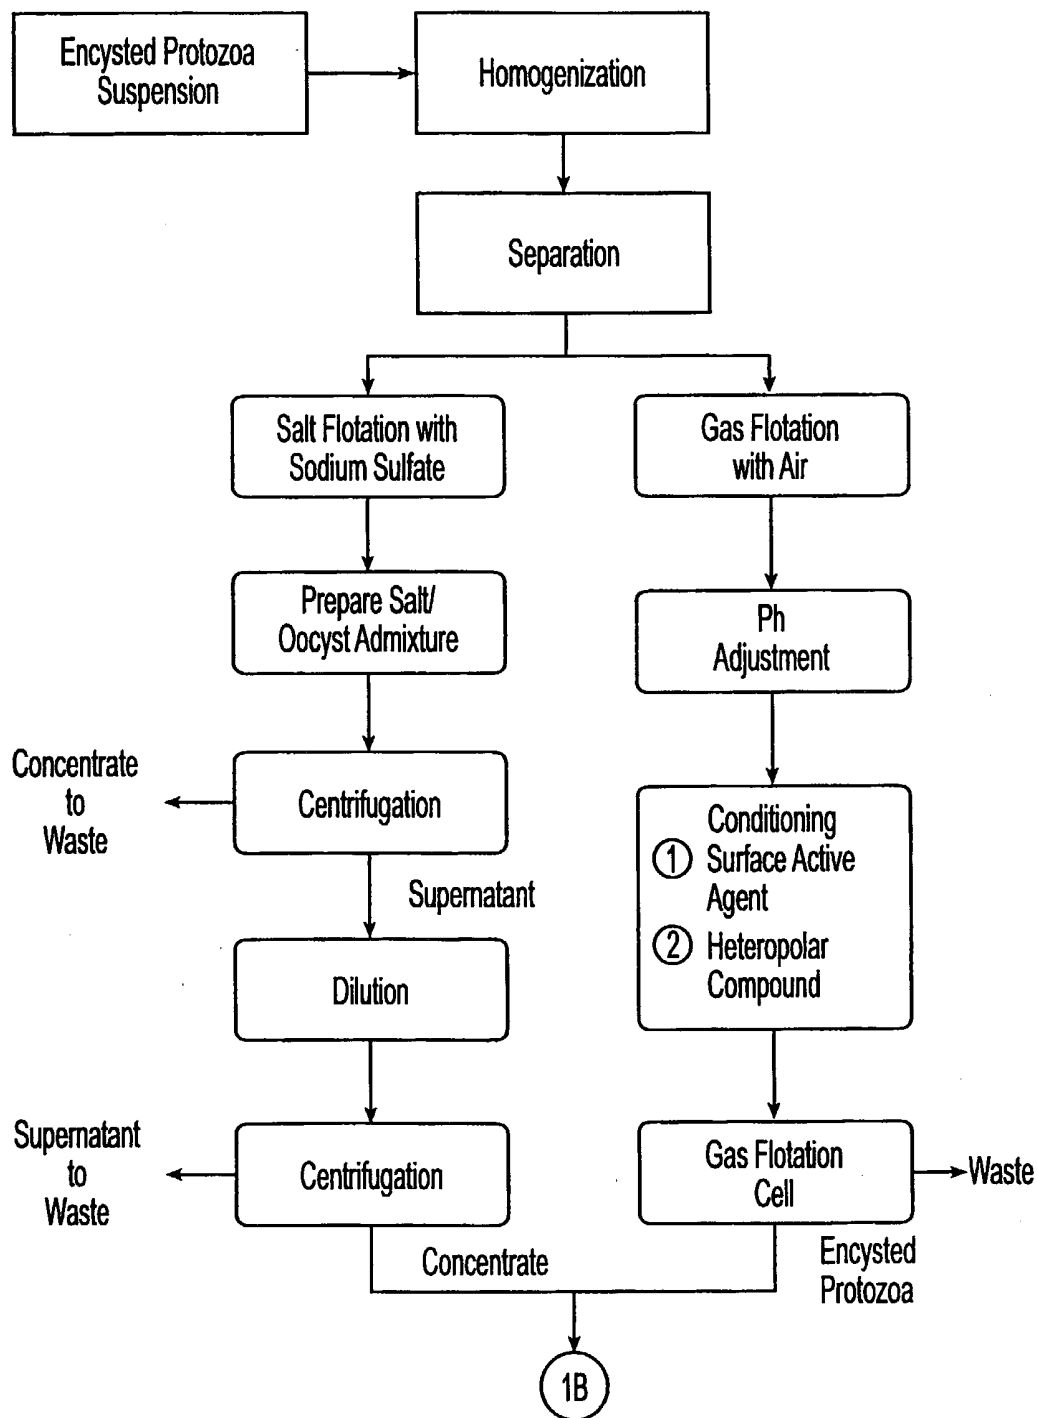 Encysted Protozoa
Suspension
Homogenization
Separation
Salt Flotation with
Sodium Sulfate
Gas Flotation
with Air
Prepare Salt/
Oocyst Admixture
Ph
Adjustment
Concentrate
to
Waste
Centrifugation
Supernatant
Conditioning
1 Surface Active
Agent
2 Heteropolar
Compound
Dilution
Supernatant
to
Waste
Centrifugation
Gas Flotation
Cell
Waste
Concentrate
Encysted
Protozoa
1B